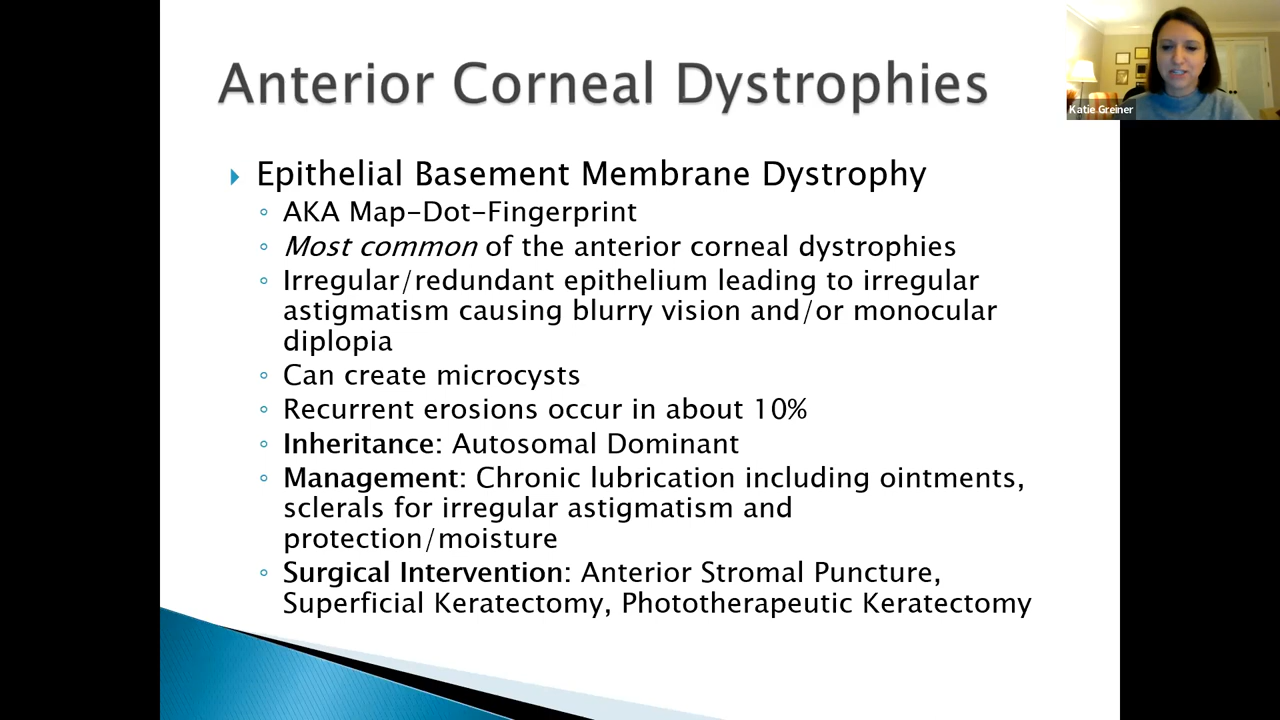 Anterior Corneal Dystrophies
Katie Greiner
Epithelial Basement Membrane Dystrophy
AKA Map-Dot-Fingerprint
Most common of the anterior corneal dystrophies
Irregular/redundant epithelium leading to irregular
astigmatism causing blurry vision and/or monocular
diplopia
Can create microcysts
Recurrent erosions occur in about 10%
Inheritance: Autosomal Dominant
Management: Chronic lubrication including ointments,
sclerals for irregular astigmatism and
protection/moisture
Surgical Intervention: Anterior Stromal Puncture,
Superficial Keratectomy, Phototherapeutic Keratectomy